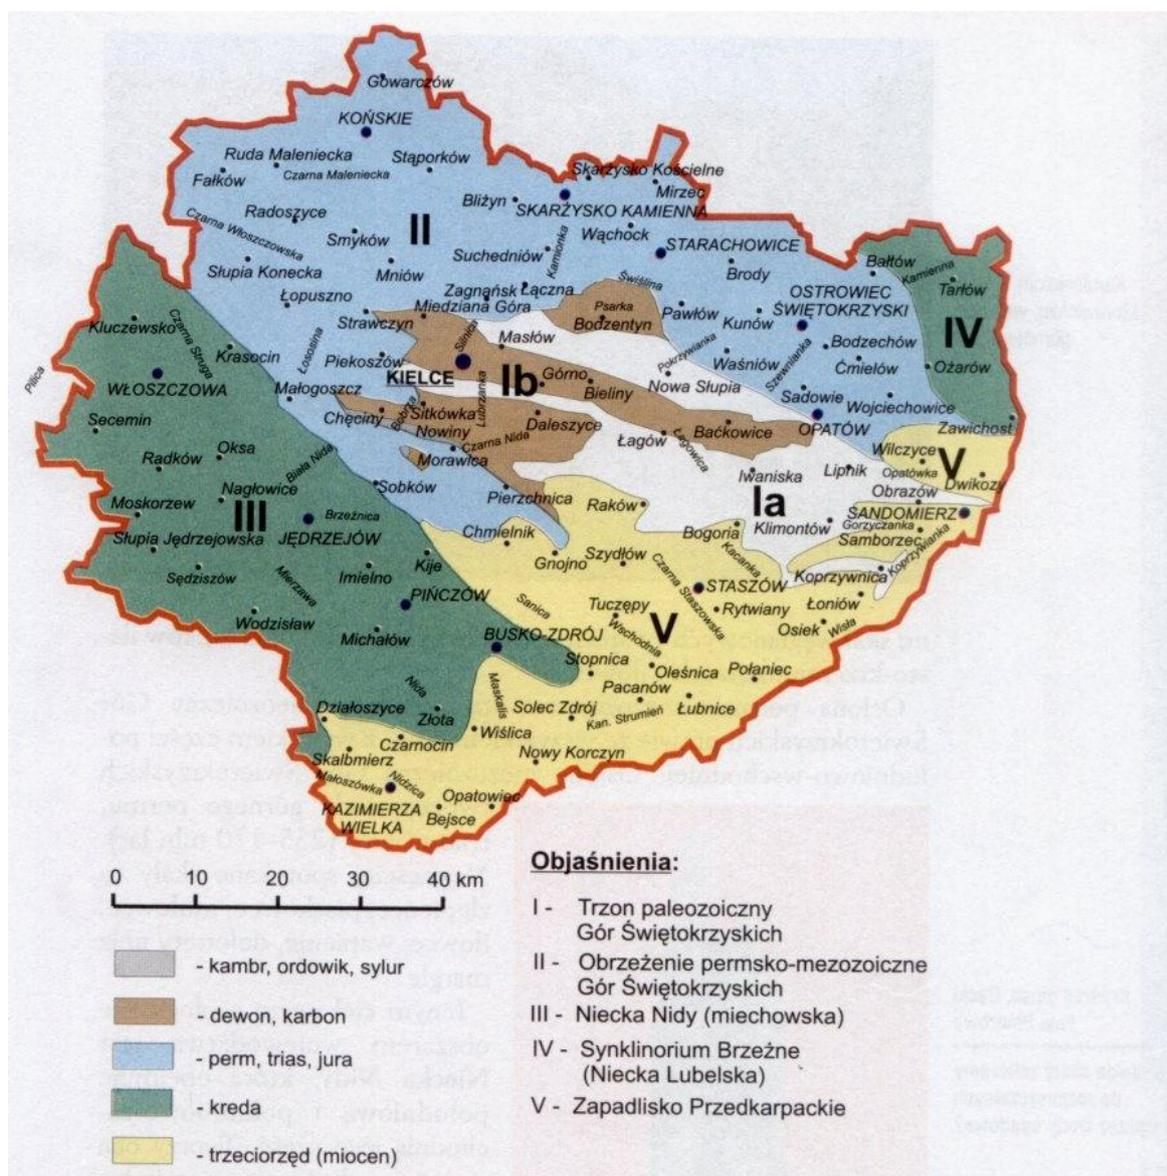 Gowarczów
KOŃSKIE
Ruda Maleniecka
Stąporków
Czarna Maleniecka
Fałków
Skarżysko Kościelne
Mirzec
Bliżyn
SKARŻYSKO KAMIENNA
Radoszyce
Czarna Włoszczowska
Smyków
II
Wąchock
STARACHOWICE
Suchedniów
Kamionka
Słupia Konecka
Mniów
Brody
Bałtów
Kamienna
Tarłów
Świślina
Zagnańsk
Łączna
Łopuszno
Miedziana Góra
OSTROWIEC
ŚWIĘTOKRZYSKI
Psarka
Bodzentyn
Pawłów
Kunów
IV
Kluczewsko
Czarna Struga
Strawczyn
Silnica
Masłów
Krasocin
Łososina
Piekoszów
Pokrzywianka
Waśniów
Szewnianka
Bodzechów
Ćmielów
Ożarów
Pilica
WŁOSZCZOWA
Małogoszcz
KIELCE
Ib
Górno
Bieliny
Nowa Słupia
Sadowie
Wojciechowice
Lubrzanka
Bobrza
Secemin
Chęciny
Sitkówka
Nowiny
Daleszyce
Czarna Nida
Łagów
Łagowica
Baćkowice
OPATÓW
Zawichost
Oksa
Radków
Biała Nida
Morawica
Wilczyce
V
Iwaniska
Lipnik
Opatówka
Dwikozy
Nagłowice
Sobków
Pierzchnica
Moskorzew
III
Brzeźnica
Raków
Ia
Obrazów
SANDOMIERZ
Klimontów
Gorzyczanka
Samborzec
Słupia Jędrzejowska
JĘDRZEJÓW
Chmielnik
Bogoria
Kacanka
Koprzywianka
Sędziszów
Mierzawa
Imielno
Kije
Gnojno
Szydłów
Czarna Staszowska
STASZÓW
Koprzywnica
PIŃCZÓW
Sanica
Tuczępy
Rytwiany
Łoniów
Wodzisław
Michałów
BUSKO-ZDRÓJ
Wschodnia
V
Osiek
Wisła
Stopnica
Oleśnica
Połaniec
Nida
Maskalis
Pacanów
Działoszyce
Złota
Solec Zdrój
Kan. Strumień
Łubnice
Wiślica
Czarnocin
Skalbmierz
Nowy Korczyn
Małoszówka
Nidzica
Opatowiec
KAZIMIERZA
WIELKA
Bejsce
0 10 20 30 40 km
- kambr, ordowik, sylur
- dewon, karbon
- perm, trias, jura
- kreda
- trzeciorzęd (miocen)
Objaśnienia:
I - Trzon paleozoiczny
Gór Świętokrzyskich
II - Obrzeżenie permsko-mezozoiczne
Gór Świętokrzyskich
III - Niecka Nidy (miechowska)
IV - Synklinorium Brzeżne
(Niecka Lubelska)
V - Zapadlisko Przedkarpackie